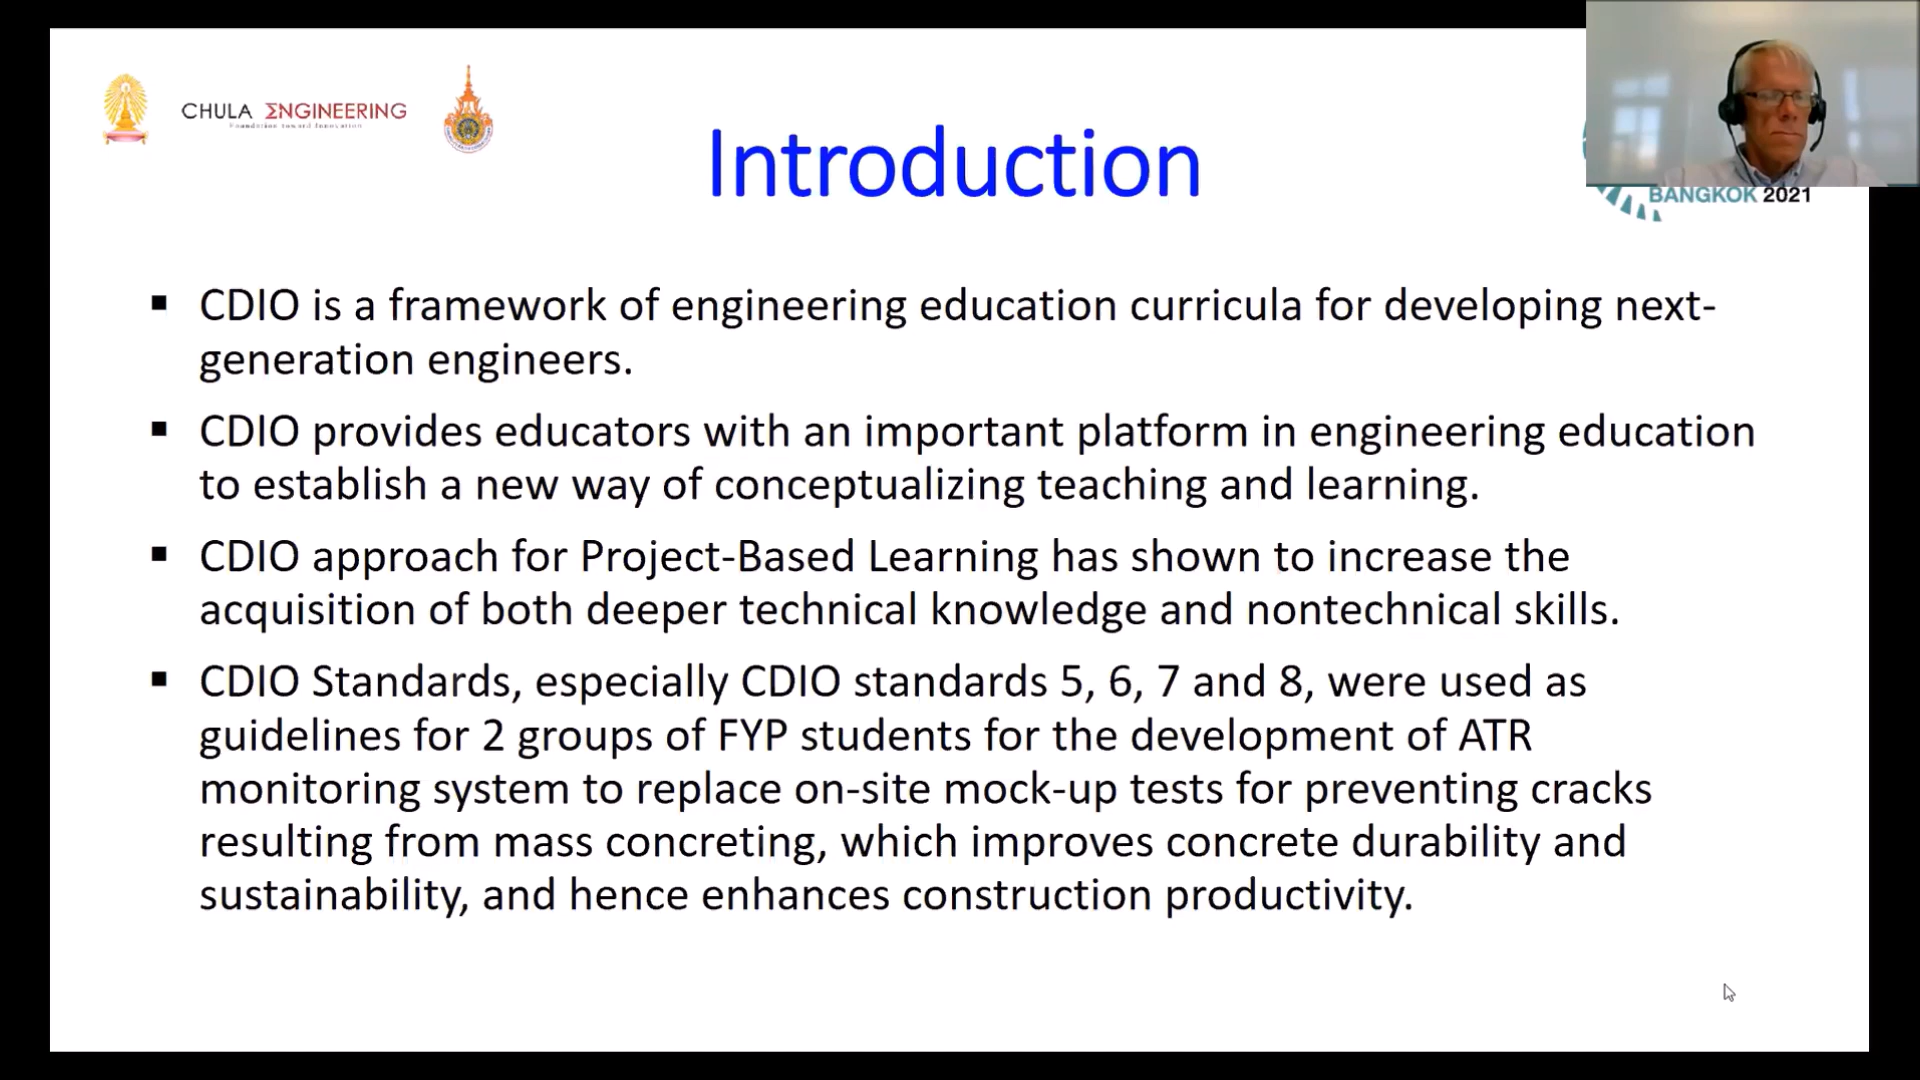 CHULA ΣNGINEERING
Foundation toward Innovation
Introduction
BANGKOK 2021
▪ CDIO is a framework of engineering education curricula for developing next-
generation engineers.
▪ CDIO provides educators with an important platform in engineering education
to establish a new way of conceptualizing teaching and learning.
▪ CDIO approach for Project-Based Learning has shown to increase the
acquisition of both deeper technical knowledge and nontechnical skills.
▪ CDIO Standards, especially CDIO standards 5, 6, 7 and 8, were used as
guidelines for 2 groups of FYP students for the development of ATR
monitoring system to replace on-site mock-up tests for preventing cracks
resulting from mass concreting, which improves concrete durability and
sustainability, and hence enhances construction productivity.